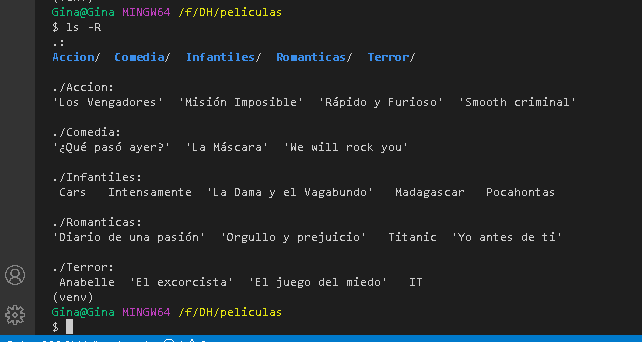 Gina@Gina MINGW64 /f/DH/peliculas
$ ls -R
.:
Accion/ Comedia/ Infantiles/ Romanticas/ Terror/
./Accion:
'Los Vengadores' 'Misión Imposible' 'Rápido y Furioso' 'Smooth criminal'
./Comedia:
'¿Qué pasó ayer?' 'La Máscara' 'We will rock you'
./Infantiles:
Cars Intensamente 'La Dama y el Vagabundo' Madagascar Pocahontas
./Romanticas:
'Diario de una pasión' 'Orgullo y prejuicio' Titanic 'Yo antes de ti'
./Terror:
Anabelle 'El excorcista' 'El juego del miedo' IT
(venv)
Gina@Gina MINGW64 /f/DH/peliculas
$